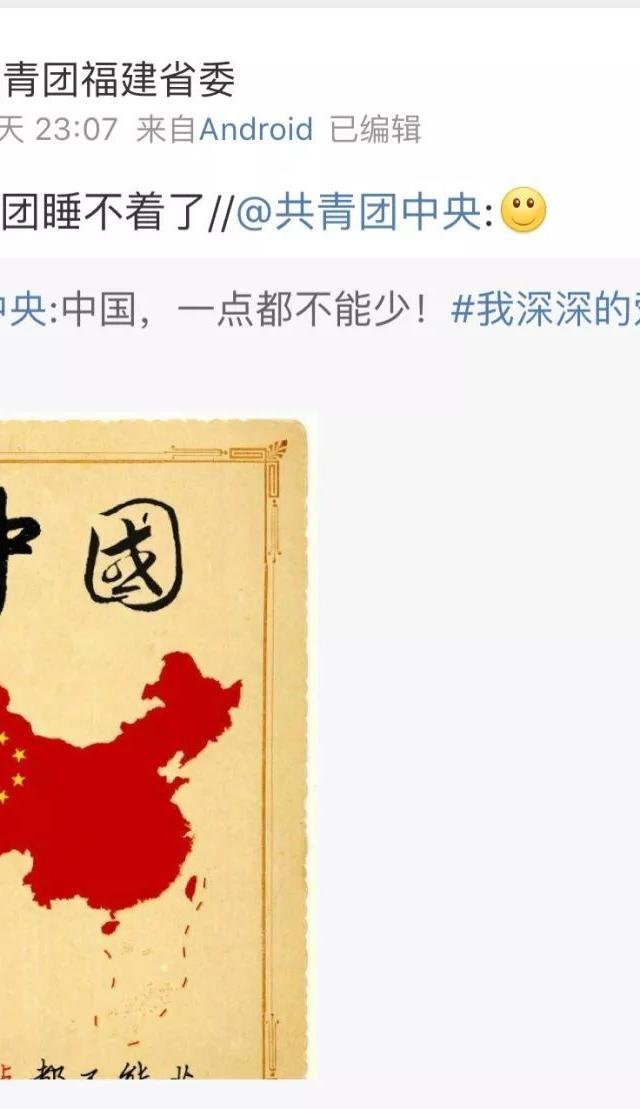 青团福建省委
天 23:07 来自Android 已编辑
团睡不着了//@共青团中央:
中央:中国，一点都不能少！#我深深的
中國
点都不能少